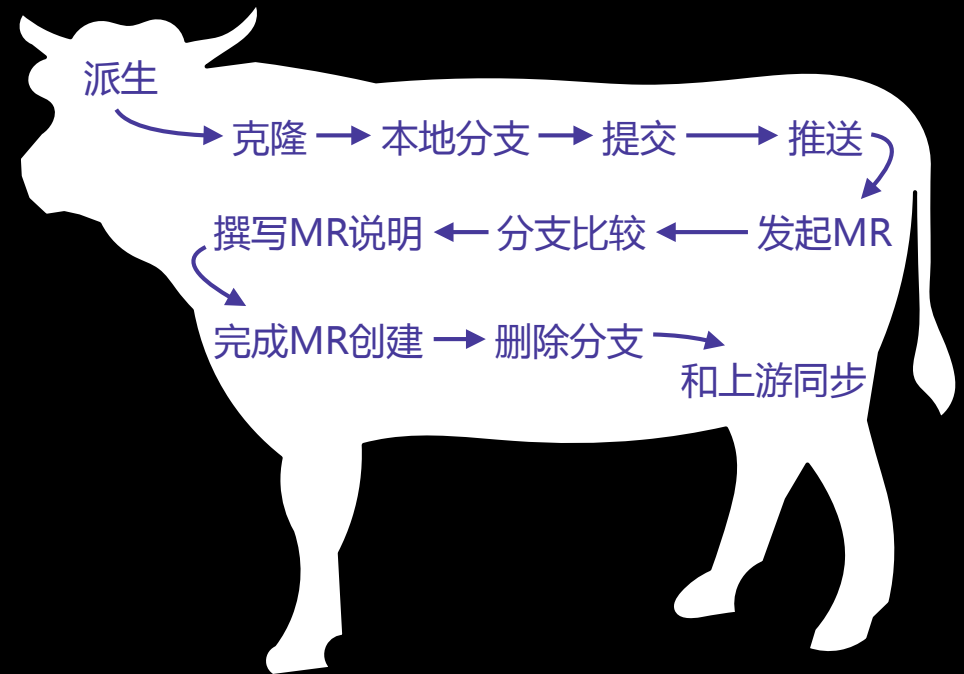 派生
克隆 本地分支 提交 推送
撰写MR说明 分支比较 发起MR
完成MR创建 删除分支
和上游同步